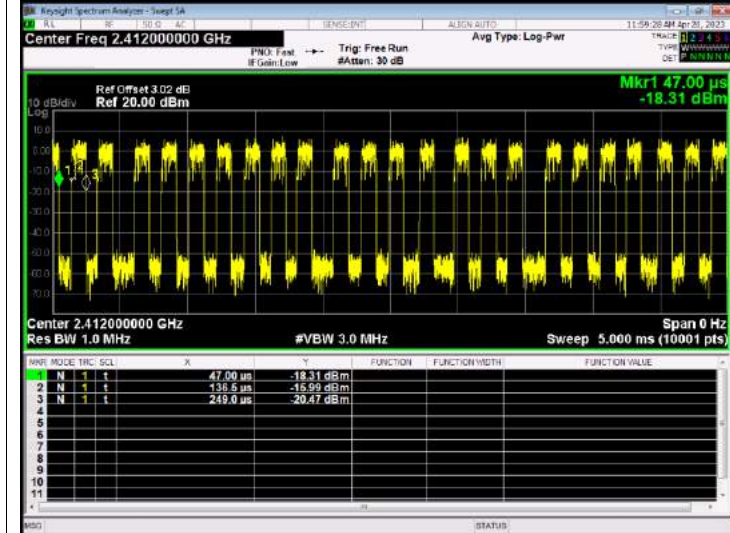 Keysight Spectrum Analyzer - Swept SA
RL RF 50 Ω AC SENSE:INT ALIGN AUTO 11:59:28 AM Apr 28, 2023
Center Freq 2.412000000 GHz Avg Type: Log-Pwr TRACE 1 2 3 4 5 6
PNO: Fast Trig: Free Run TYPE
IFGain:Low #Atten: 30 dB DET P N N N N N
Mkr1 47.00 µs
Ref Offset 3.02 dB
10 dB/div Ref 20.00 dBm -18.31 dBm
Log
10.0
0.00
-10.0
1 2 3
-20.0
-30.0
-40.0
-50.0
-60.0
-70.0
Center 2.412000000 GHz Span 0 Hz
Res BW 1.0 MHz #VBW 3.0 MHz Sweep 5.000 ms (10001 pts)
MKR MODE TRC SCL X Y FUNCTION FUNCTION WIDTH FUNCTION VALUE
1 N 1 t 47.00 µs -18.31 dBm
2 N 1 t 136.5 µs -15.99 dBm
3 N 1 t 249.0 µs -20.47 dBm
4
5
6
7
8
9
10
11
MSG STATUS